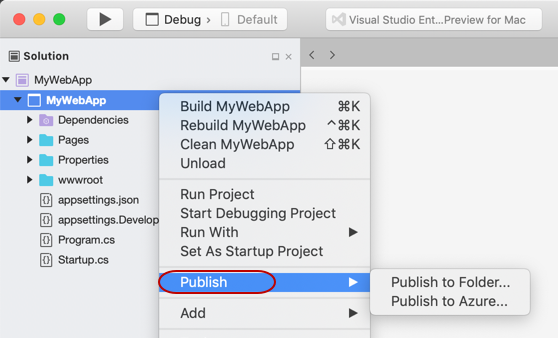 Debug
Default
Visual Studio Ent...Preview for Mac
Solution
MyWebApp
MyWebApp
Dependencies
Pages
Properties
wwwroot
appsettings.json
appsettings.Develop
Program.cs
Startup.cs
Build MyWebApp ⌘K
Rebuild MyWebApp ^⌘K
Clean MyWebApp ⇧⌘K
Unload
Run Project
Start Debugging Project
Run With
Set As Startup Project
Publish
Add
Publish to Folder...
Publish to Azure...